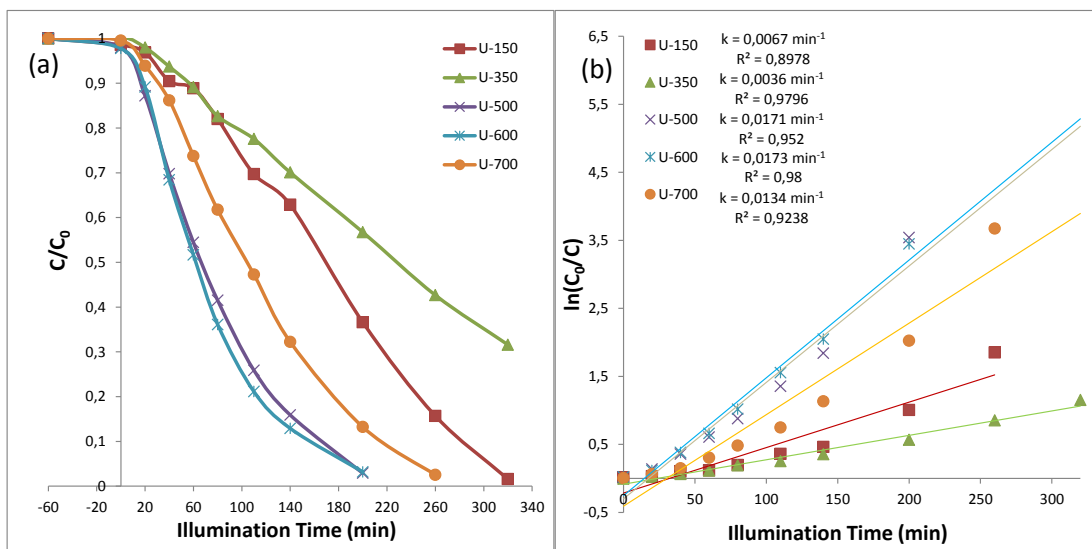 (a)
1
0,9
0,8
0,7
0,6
0,5
0,4
0,3
0,2
0,1
0
-60
-20
20
60
100
140
180
220
260
300
340
C/C₀
Illumination Time (min)
U-150
U-350
U-500
U-600
U-700
(b)
6,5
5,5
4,5
3,5
2,5
1,5
0,5
-0,5
0
100
200
300
ln(C₀/C)
Illumination Time (min)
U-150
k = 0,0067 min⁻¹
R² = 0,8978
U-350
k = 0,0036 min⁻¹
R² = 0,9796
U-500
k = 0,0171 min⁻¹
R² = 0,952
U-600
k = 0,0173 min⁻¹
R² = 0,98
U-700
k = 0,0134 min⁻¹
R² = 0,9238